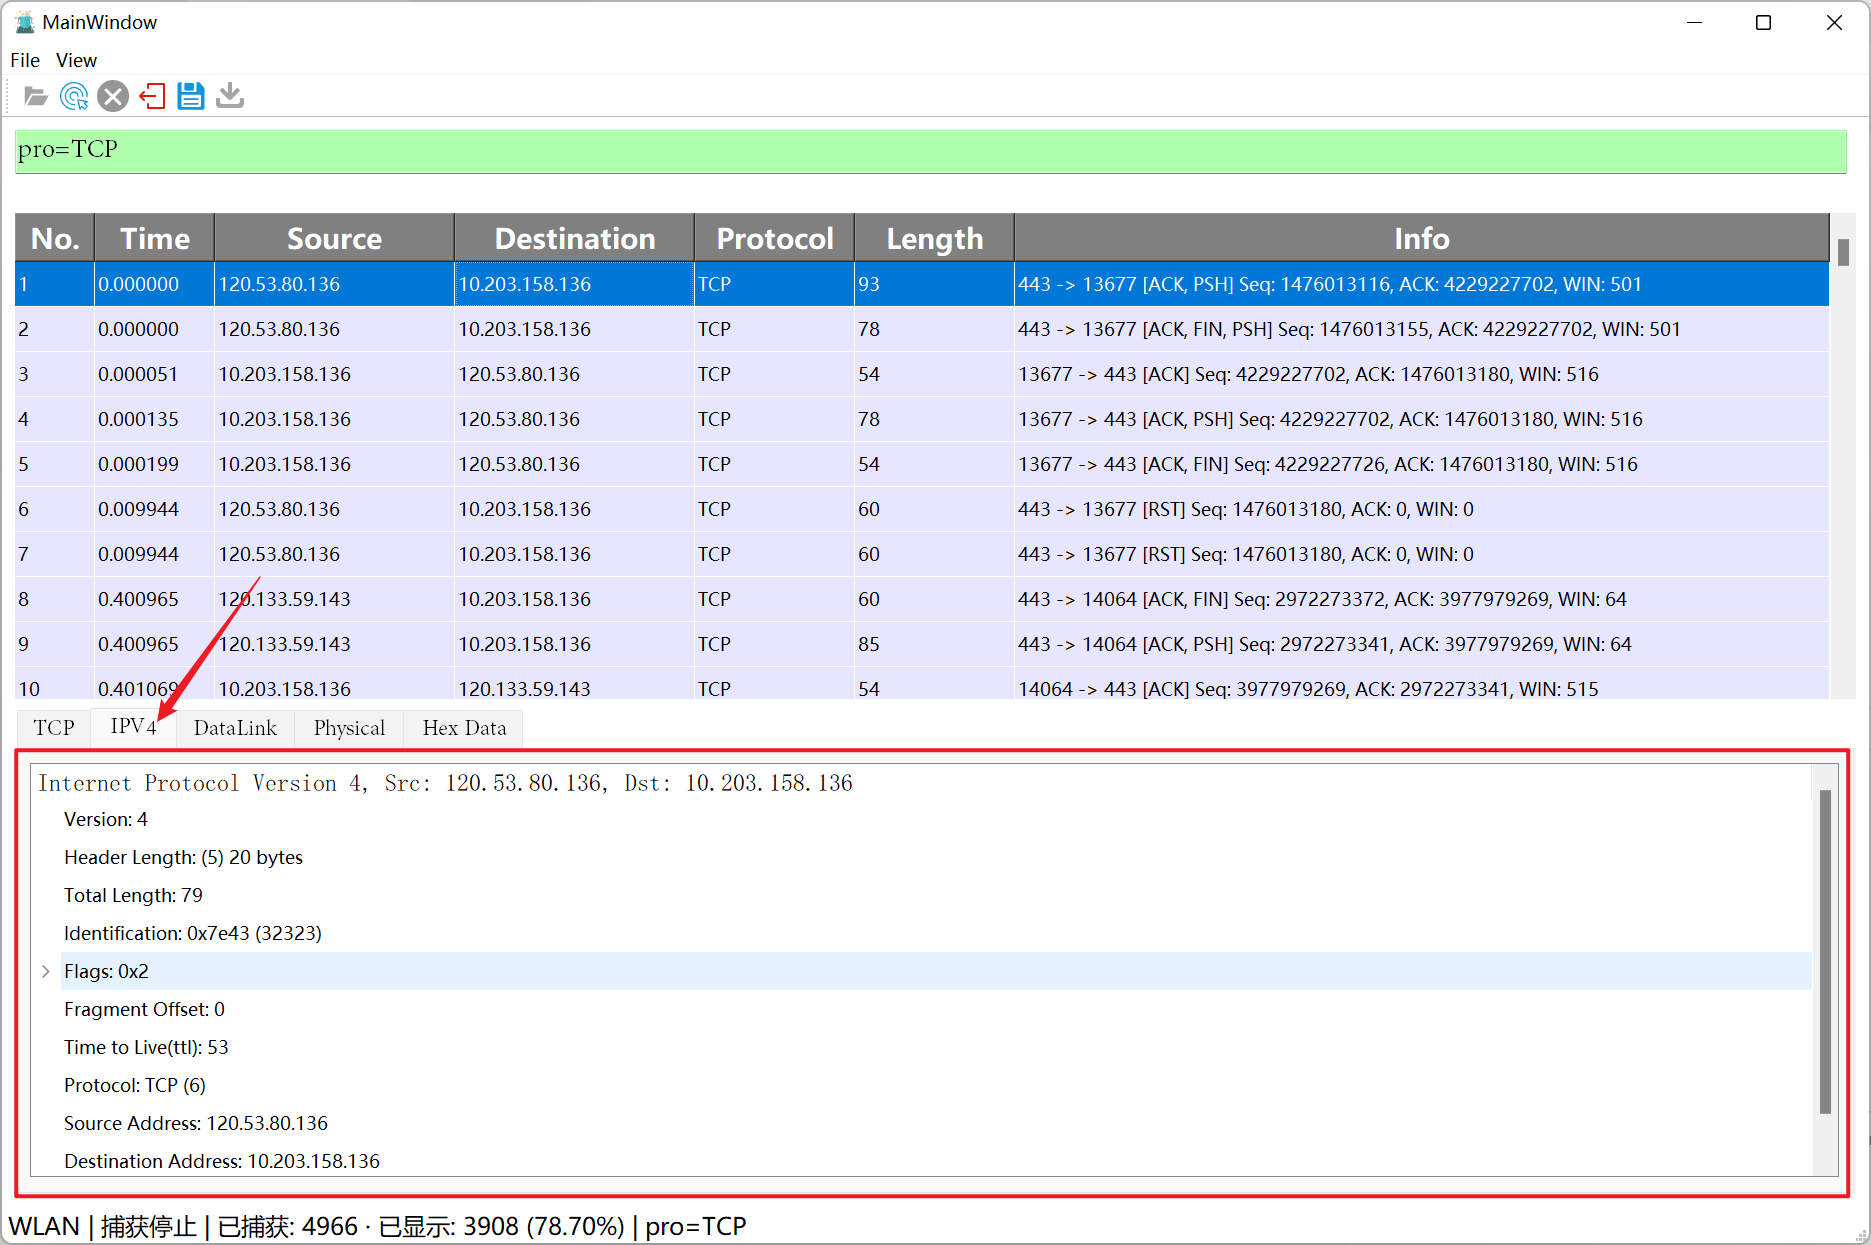 MainWindow
File View
pro=TCP
No. Time Source Destination Protocol Length Info
1 0.000000 120.53.80.136 10.203.158.136 TCP 93 443 -> 13677 [ACK, PSH] Seq: 1476013116, ACK: 4229227702, WIN: 501
2 0.000000 120.53.80.136 10.203.158.136 TCP 78 443 -> 13677 [ACK, FIN, PSH] Seq: 1476013155, ACK: 4229227702, WIN: 501
3 0.000051 10.203.158.136 120.53.80.136 TCP 54 13677 -> 443 [ACK] Seq: 4229227702, ACK: 1476013180, WIN: 516
4 0.000135 10.203.158.136 120.53.80.136 TCP 78 13677 -> 443 [ACK, PSH] Seq: 4229227702, ACK: 1476013180, WIN: 516
5 0.000199 10.203.158.136 120.53.80.136 TCP 54 13677 -> 443 [ACK, FIN] Seq: 4229227726, ACK: 1476013180, WIN: 516
6 0.009944 120.53.80.136 10.203.158.136 TCP 60 443 -> 13677 [RST] Seq: 1476013180, ACK: 0, WIN: 0
7 0.009944 120.53.80.136 10.203.158.136 TCP 60 443 -> 13677 [RST] Seq: 1476013180, ACK: 0, WIN: 0
8 0.400965 120.133.59.143 10.203.158.136 TCP 60 443 -> 14064 [ACK, FIN] Seq: 2972273372, ACK: 3977979269, WIN: 64
9 0.400965 120.133.59.143 10.203.158.136 TCP 85 443 -> 14064 [ACK, PSH] Seq: 2972273341, ACK: 3977979269, WIN: 64
10 0.401069 10.203.158.136 120.133.59.143 TCP 54 14064 -> 443 [ACK] Seq: 3977979269, ACK: 2972273341, WIN: 515
TCP IPV4 DataLink Physical Hex Data
Internet Protocol Version 4, Src: 120.53.80.136, Dst: 10.203.158.136
Version: 4
Header Length: (5) 20 bytes
Total Length: 79
Identification: 0x7e43 (32323)
Flags: 0x2
Fragment Offset: 0
Time to Live(ttl): 53
Protocol: TCP (6)
Source Address: 120.53.80.136
Destination Address: 10.203.158.136
WLAN | 捕获停止 | 已捕获: 4966 · 已显示: 3908 (78.70%) | pro=TCP